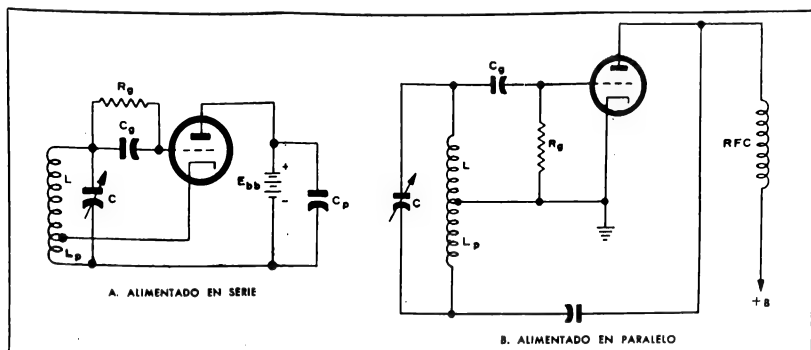 Rg
Cg
L
C
Lp
Ebb
+
-
Cp
A. ALIMENTADO EN SERIE
Cg
Rg
C
L
Lp
RFC
+B
B. ALIMENTADO EN PARALELO